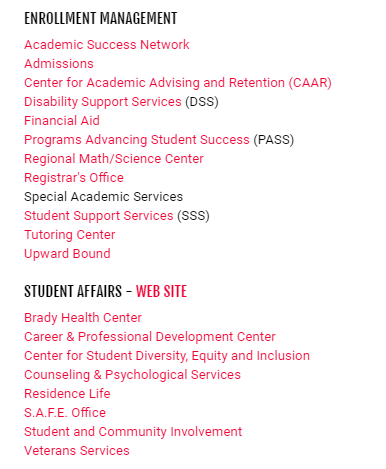 ENROLLMENT MANAGEMENT
Academic Success Network
Admissions
Center for Academic Advising and Retention (CAAR)
Disability Support Services (DSS)
Financial Aid
Programs Advancing Student Success (PASS)
Regional Math/Science Center
Registrar's Office
Special Academic Services
Student Support Services (SSS)
Tutoring Center
Upward Bound
STUDENT AFFAIRS - WEB SITE
Brady Health Center
Career & Professional Development Center
Center for Student Diversity, Equity and Inclusion
Counseling & Psychological Services
Residence Life
S.A.F.E. Office
Student and Community Involvement
Veterans Services